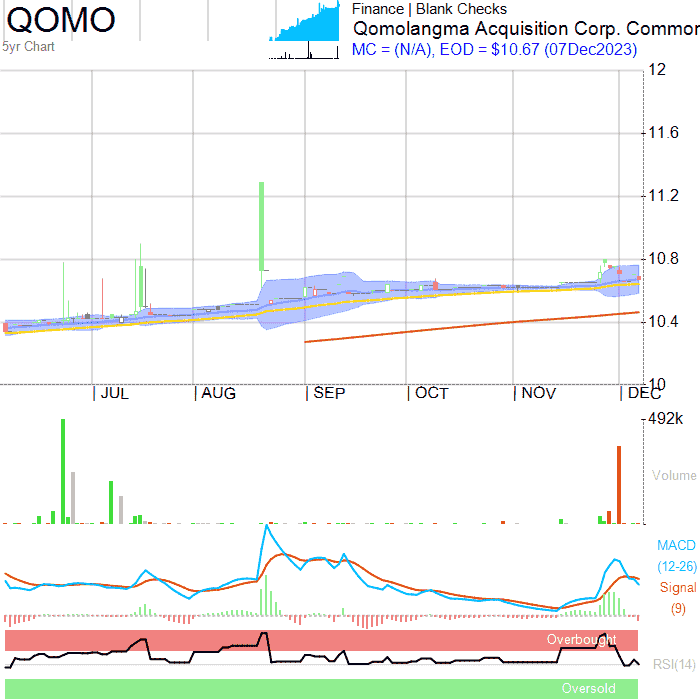 QOMO
5yr Chart
Finance | Blank Checks
Qomolangma Acquisition Corp. Common
MC = (N/A), EOD = $10.67 (07Dec2023)
12
11.6
11.2
10.8
10.4
10
JUL AUG SEP OCT NOV DEC
492k
Volume
MACD
(12-26)
Signal
(9)
Overbought
RSI(14)
Oversold